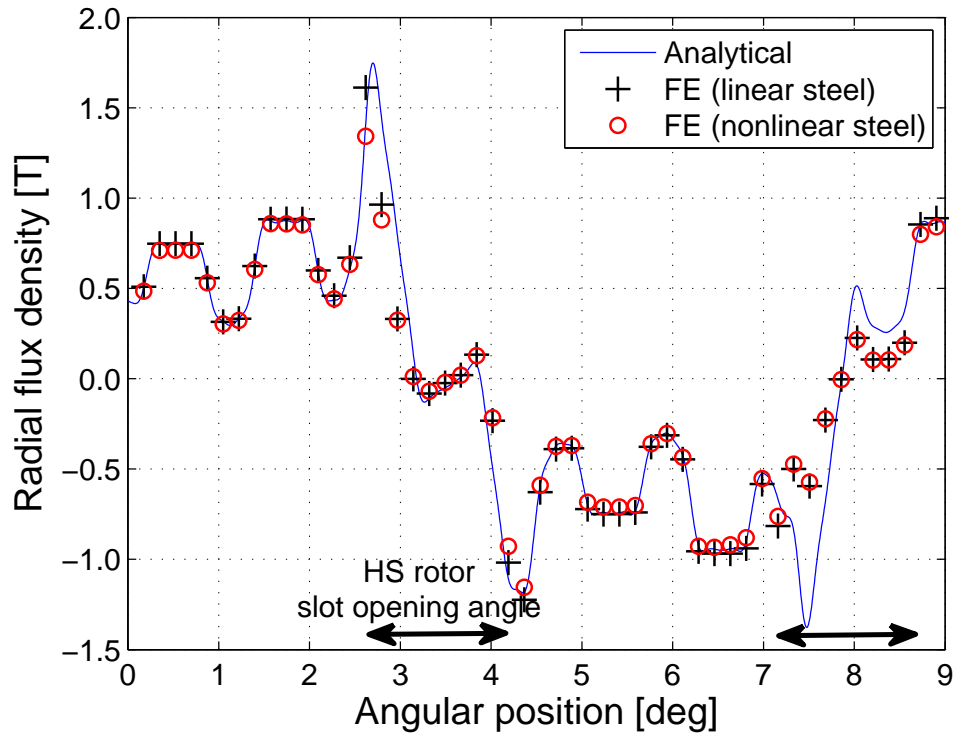 2.0
1.5
1.0
0.5
0.0
−0.5
−1.0
−1.5
0 1 2 3 4 5 6 7 8 9
Radial flux density [T]
Angular position [deg]
Analytical
FE (linear steel)
FE (nonlinear steel)
HS rotor
slot opening angle